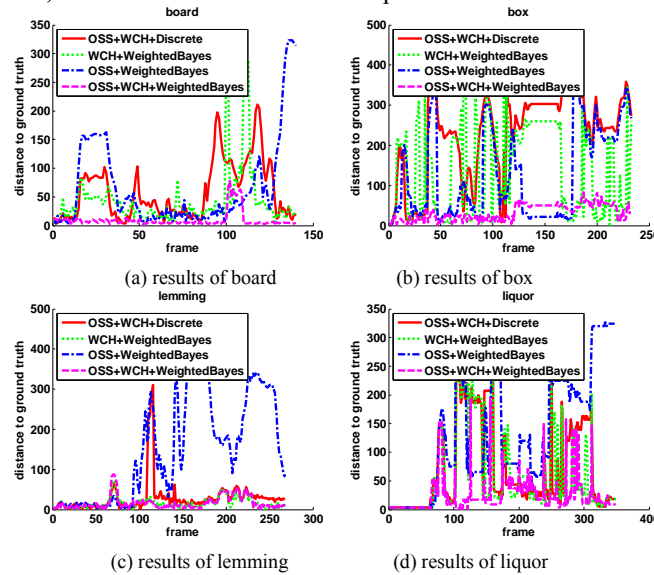 board
350
300
250
200
150
100
50
0
0 50 100 150
distance to ground truth
frame
OSS+WCH+Discrete
WCH+WeightedBayes
OSS+WeightedBayes
OSS+WCH+WeightedBayes
(a) results of board
box
500
400
300
200
100
0
0 50 100 150 200 250
distance to ground truth
frame
OSS+WCH+Discrete
WCH+WeightedBayes
OSS+WeightedBayes
OSS+WCH+WeightedBayes
(b) results of box
lemming
500
400
300
200
100
0
0 50 100 150 200 250 300
distance to ground truth
frame
OSS+WCH+Discrete
WCH+WeightedBayes
OSS+WeightedBayes
OSS+WCH+WeightedBayes
(c) results of lemming
liquor
350
300
250
200
150
100
50
0
0 100 200 300 400
distance to ground truth
frame
OSS+WCH+Discrete
WCH+WeightedBayes
OSS+WeightedBayes
OSS+WCH+WeightedBayes
(d) results of liquor